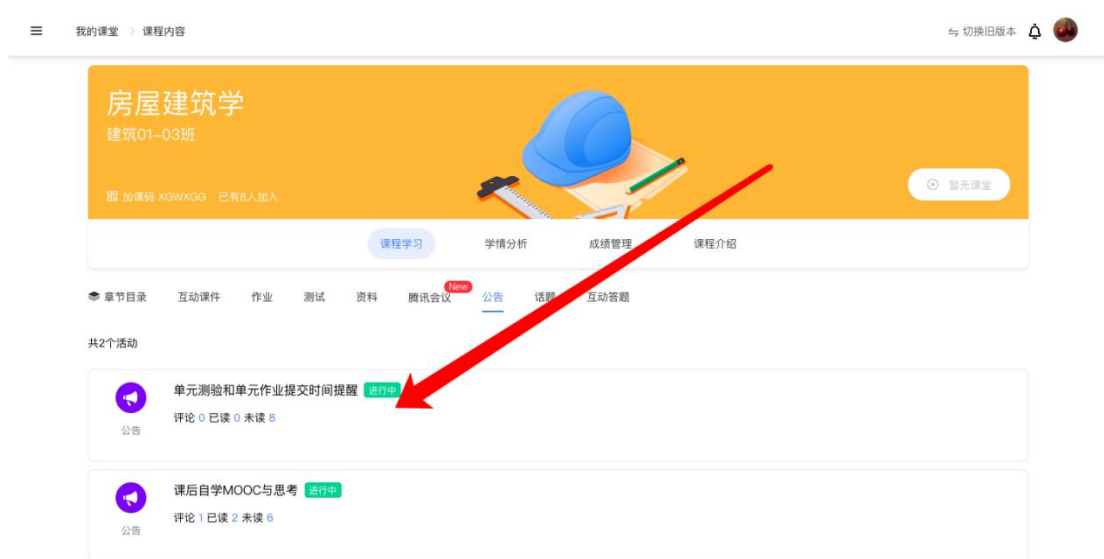 我的课堂 > 课程内容
切换旧版本
房屋建筑学
建筑01-03班
加课码 XGWXGG 已有8人加入
暂无课堂
课程学习 学情分析 成绩管理 课程介绍
章节目录 互动课件 作业 测试 资料 腾讯会议 New 公告 话题 互动答题
共2个活动
单元测验和单元作业提交时间提醒 进行中
评论 0 已读 0 未读 8
公告
课后自学MOOC与思考 进行中
评论 1 已读 2 未读 6
公告